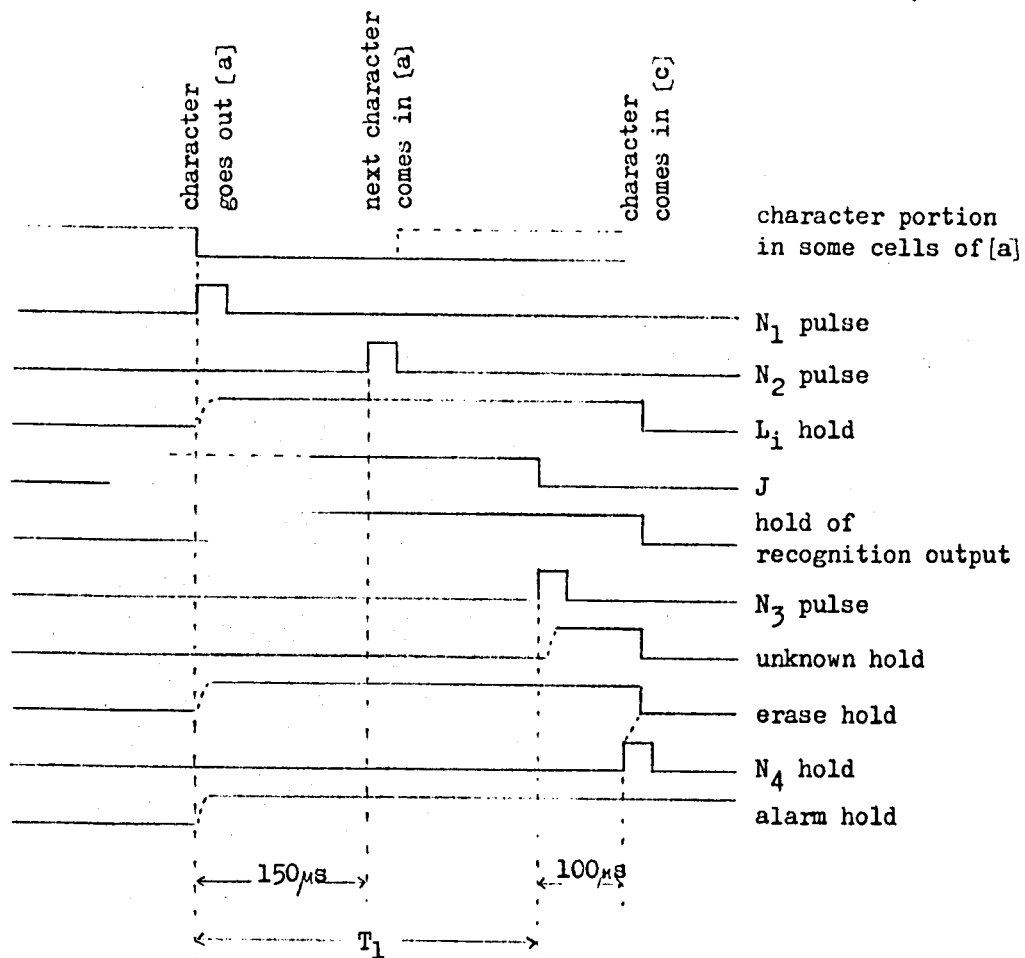 character
goes out [a]
next character
comes in [a]
character
comes in [c]
character portion
in some cells of [a]
N1 pulse
N2 pulse
Li hold
J
hold of
recognition output
N3 pulse
unknown hold
erase hold
N4 hold
alarm hold
150μs
100μs
T1